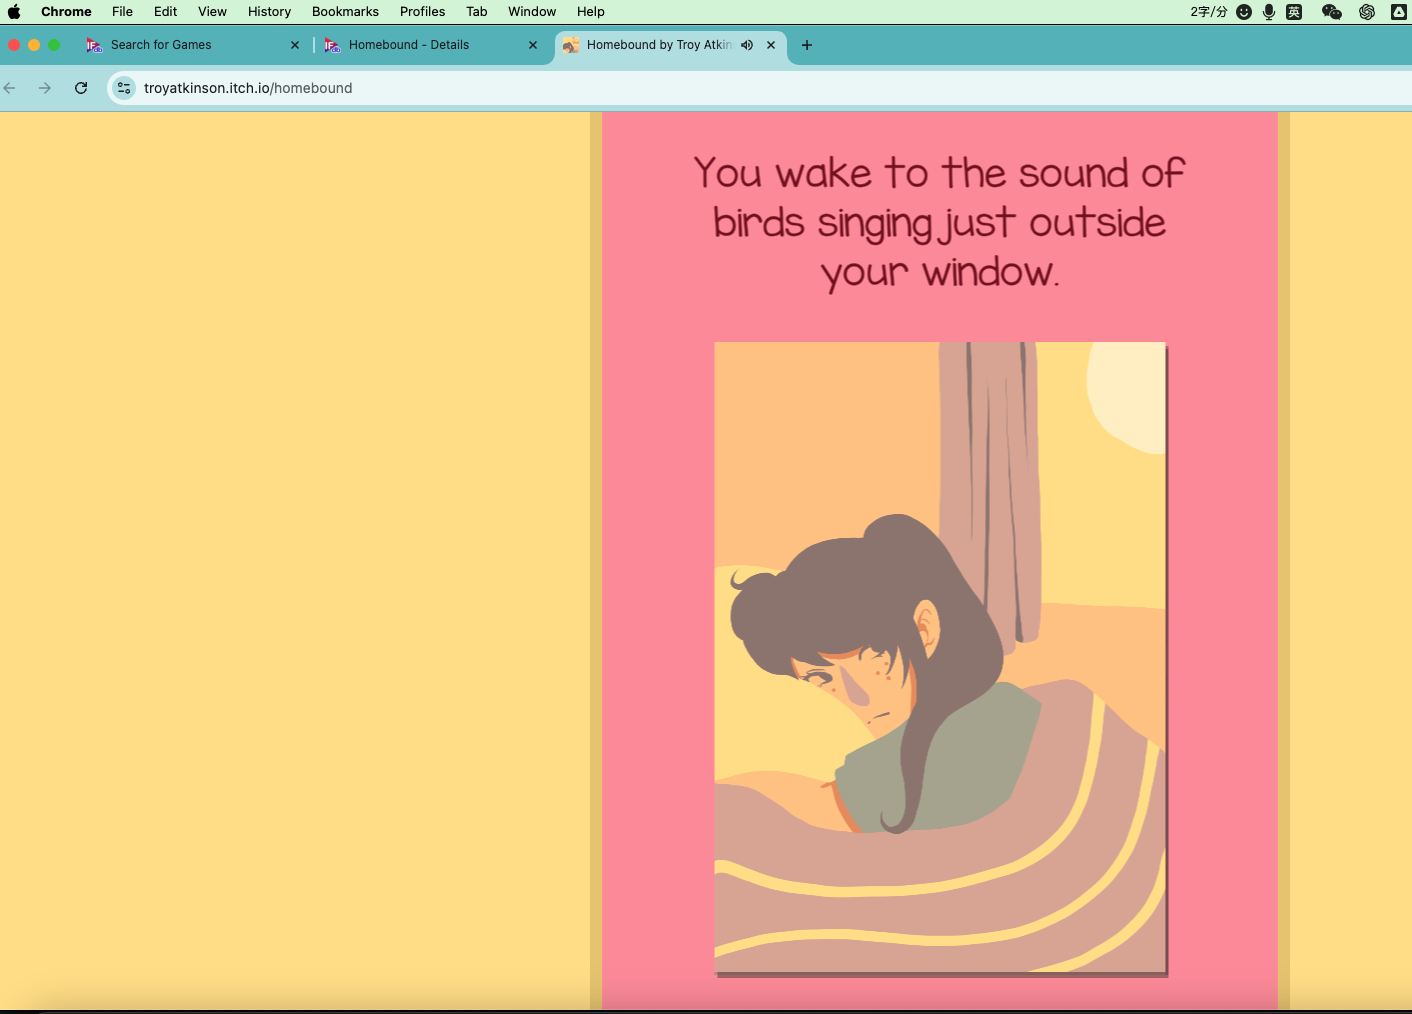 Chrome File Edit View History Bookmarks Profiles Tab Window Help 2字/分 英
Search for Games Homebound - Details Homebound by Troy Atkin
troyatkinson.itch.io/homebound
You wake to the sound of
birds singing just outside
your window.